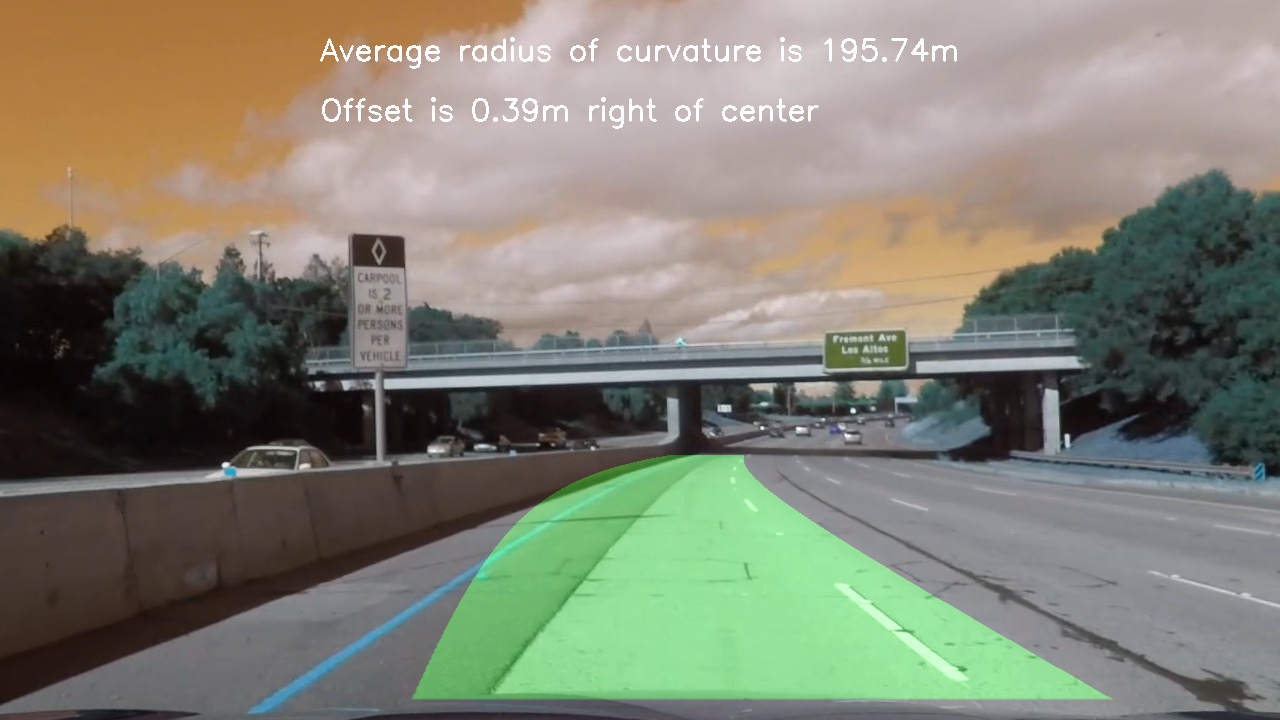 Average radius of curvature is 195.74m
Offset is 0.39m right of center
CARPOOL
IS 2
OR MORE
PERSONS
PER
VEHICLE
Fremont Ave
Los Altos
MILE